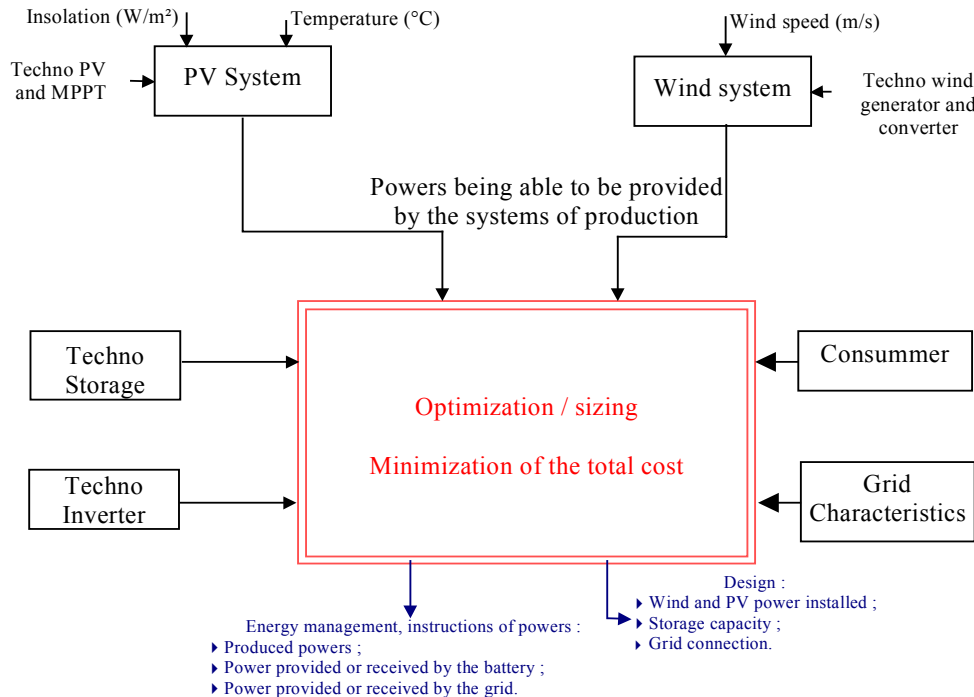 Insolation (W/m²)
Temperature (°C)
Wind speed (m/s)
Techno PV
and MPPT
PV System
Wind system
Techno wind
generator and
converter
Powers being able to be provided
by the systems of production
Techno
Storage
Consummer
Optimization / sizing
Minimization of the total cost
Techno
Inverter
Grid
Characteristics
Energy management, instructions of powers :
Produced powers ;
Power provided or received by the battery ;
Power provided or received by the grid.
Design :
Wind and PV power installed ;
Storage capacity ;
Grid connection.